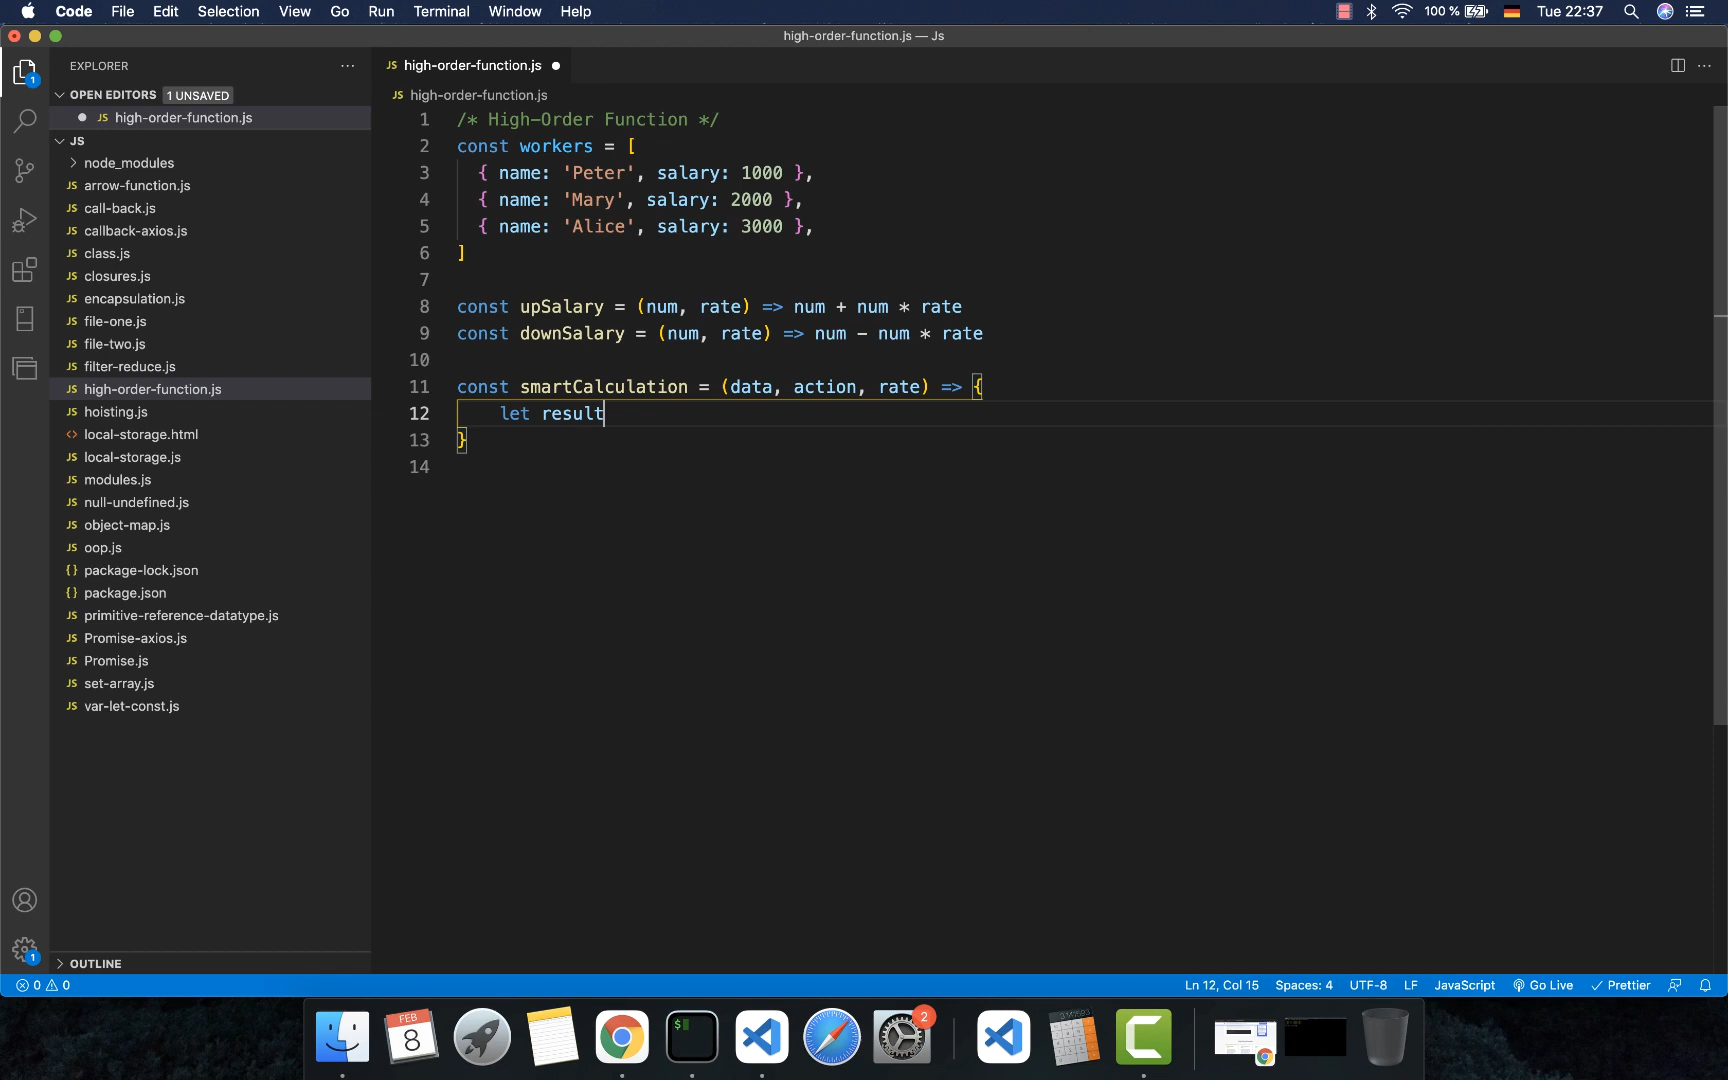 Code File Edit Selection View Go Run Terminal Window Help 100 % Tue 22:37
high-order-function.js — Js
EXPLORER
OPEN EDITORS 1 UNSAVED
JS high-order-function.js
JS
node_modules
JS arrow-function.js
JS call-back.js
JS callback-axios.js
JS class.js
JS closures.js
JS encapsulation.js
JS file-one.js
JS file-two.js
JS filter-reduce.js
JS high-order-function.js
JS hoisting.js
<> local-storage.html
JS local-storage.js
JS modules.js
JS null-undefined.js
JS object-map.js
JS oop.js
{} package-lock.json
{} package.json
JS primitive-reference-datatype.js
JS Promise-axios.js
JS Promise.js
JS set-array.js
JS var-let-const.js
OUTLINE
1
1
JS high-order-function.js
JS high-order-function.js
1 /* High-Order Function */
2 const workers = [
3 { name: 'Peter', salary: 1000 },
4 { name: 'Mary', salary: 2000 },
5 { name: 'Alice', salary: 3000 },
6 ]
7
8 const upSalary = (num, rate) => num + num * rate
9 const downSalary = (num, rate) => num - num * rate
10
11 const smartCalculation = (data, action, rate) => {
12 let result
13 }
14
0 0 Ln 12, Col 15 Spaces: 4 UTF-8 LF JavaScript Go Live Prettier
FEB
8
$
2